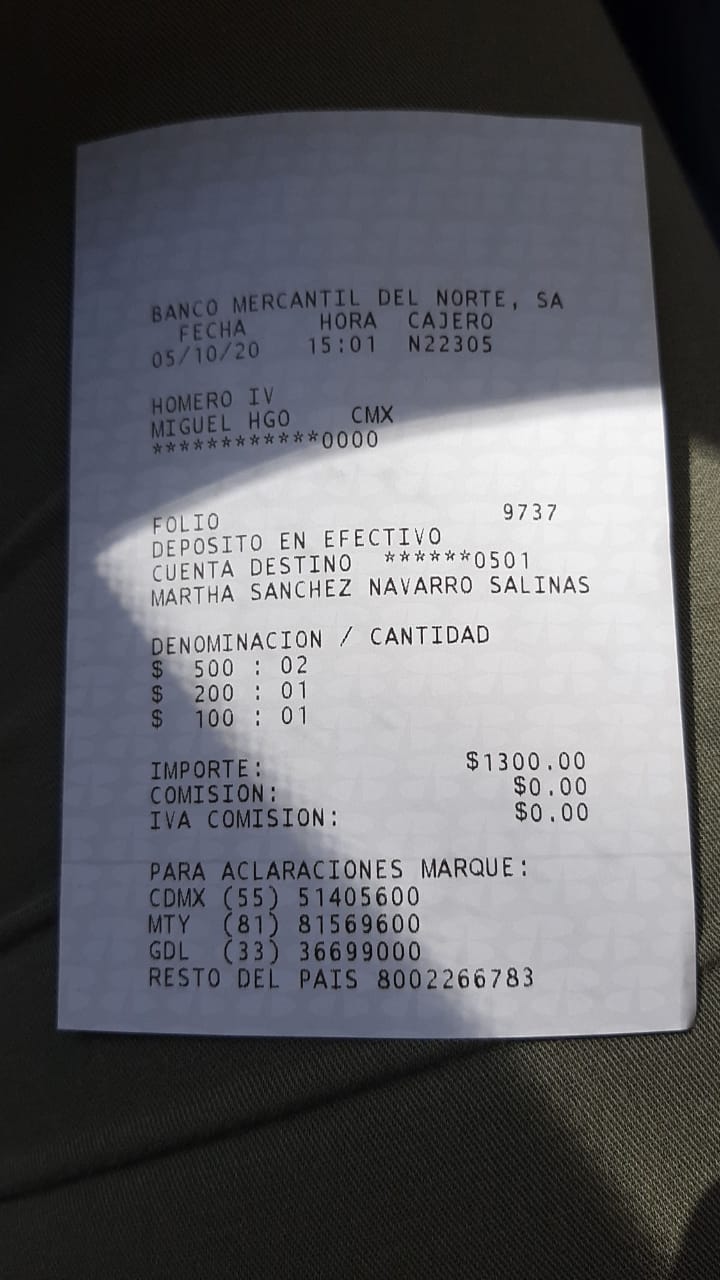 BANCO MERCANTIL DEL NORTE, SA
FECHA HORA CAJERO
05/10/20 15:01 N22305
HOMERO IV
MIGUEL HGO CMX
************0000
FOLIO 9737
DEPOSITO EN EFECTIVO
CUENTA DESTINO ******0501
MARTHA SANCHEZ NAVARRO SALINAS
DENOMINACION / CANTIDAD
$ 500 : 02
$ 200 : 01
$ 100 : 01
IMPORTE: $1300.00
COMISION: $0.00
IVA COMISION: $0.00
PARA ACLARACIONES MARQUE:
CDMX (55) 51405600
MTY (81) 81569600
GDL (33) 36699000
RESTO DEL PAIS 8002266783